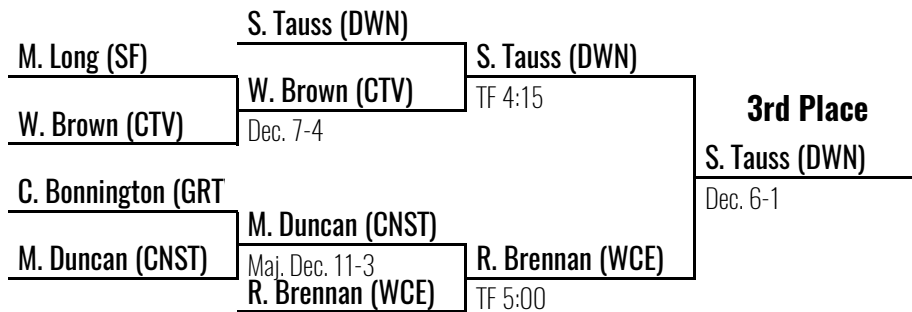 S. Tauss (DWN)
M. Long (SF)
S. Tauss (DWN)
W. Brown (CTV)
TF 4:15
3rd Place
W. Brown (CTV)
Dec. 7-4
S. Tauss (DWN)
C. Bonnington (GRT
Dec. 6-1
M. Duncan (CNST)
M. Duncan (CNST)
Maj. Dec. 11-3
R. Brennan (WCE)
R. Brennan (WCE)
TF 5:00